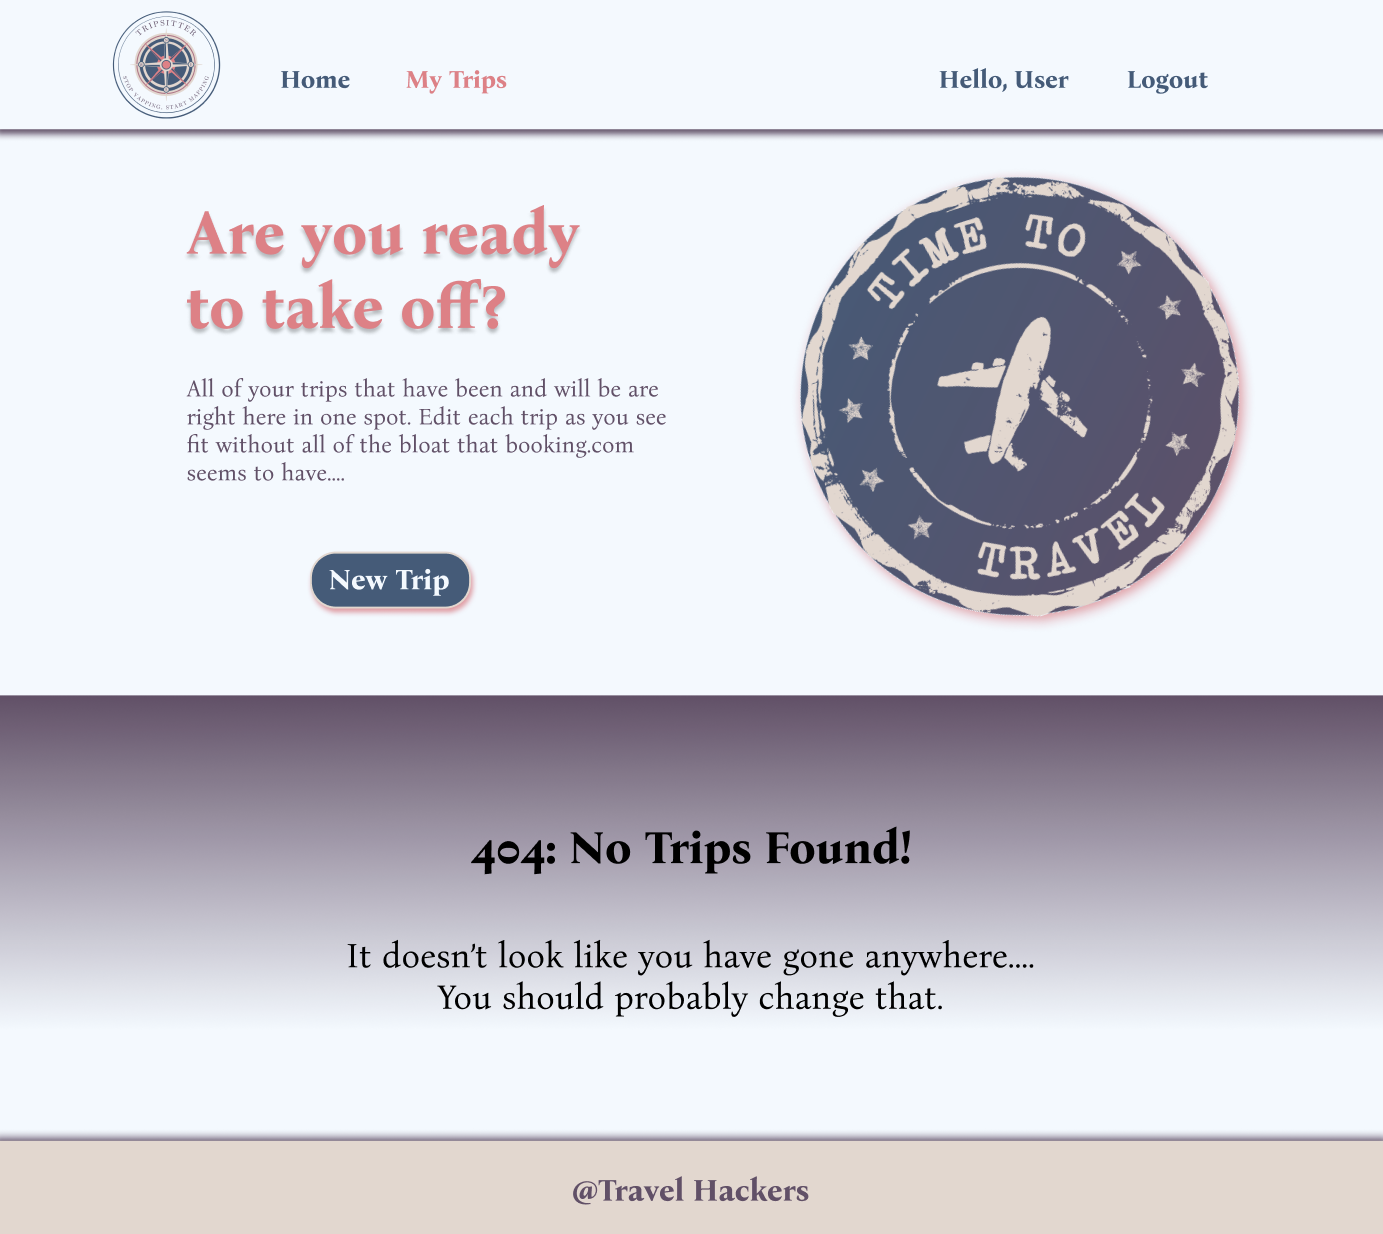 TRIPSITTER
STOP YAPPING. START MAPPING
Home
My Trips
Hello, User
Logout
Are you ready
to take off?
All of your trips that have been and will be are
right here in one spot. Edit each trip as you see
fit without all of the bloat that booking.com
seems to have....
New Trip
TIME TO
TRAVEL
404: No Trips Found!
It doesn't look like you have gone anywhere....
You should probably change that.
@Travel Hackers